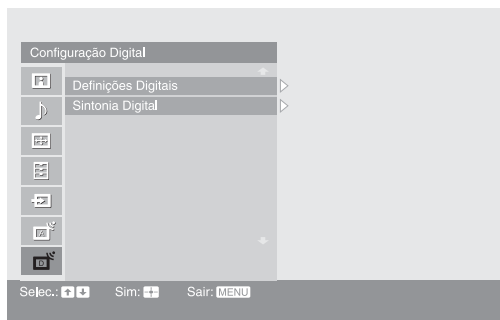 Configuração Digital
Definições Digitais
Sintonia Digital
Selec.: Sim: Sair: MENU